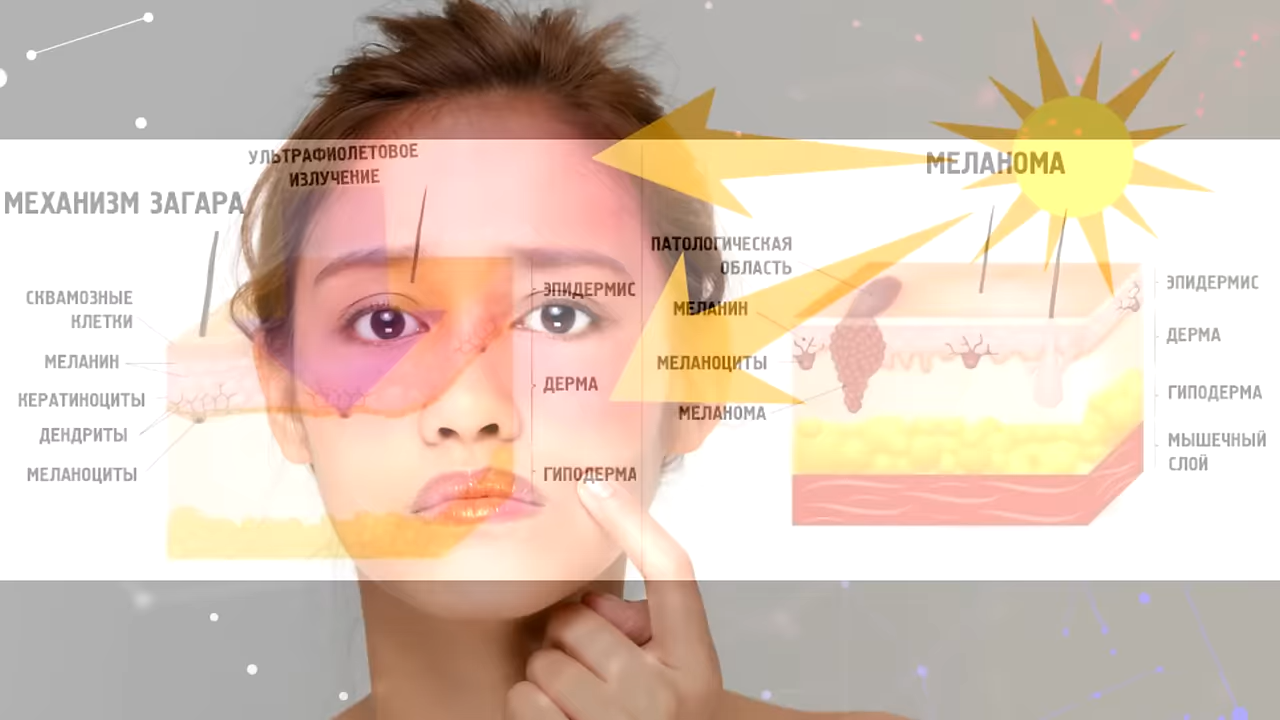 УЛЬТРАФИОЛЕТОВОЕ
ИЗЛУЧЕНИЕ
МЕХАНИЗМ ЗАГАРА
СКВАМОЗНЫЕ
КЛЕТКИ
МЕЛАНИН
КЕРАТИНОЦИТЫ
ДЕНДРИТЫ
МЕЛАНОЦИТЫ
ЭПИДЕРМИС
ДЕРМА
ГИПОДЕРМА
МЕЛАНОМА
ПАТОЛОГИЧЕСКАЯ
ОБЛАСТЬ
МЕЛАНИН
МЕЛАНОЦИТЫ
МЕЛАНОМА
ЭПИДЕРМИС
ДЕРМА
ГИПОДЕРМА
МЫШЕЧНЫЙ
СЛОЙ